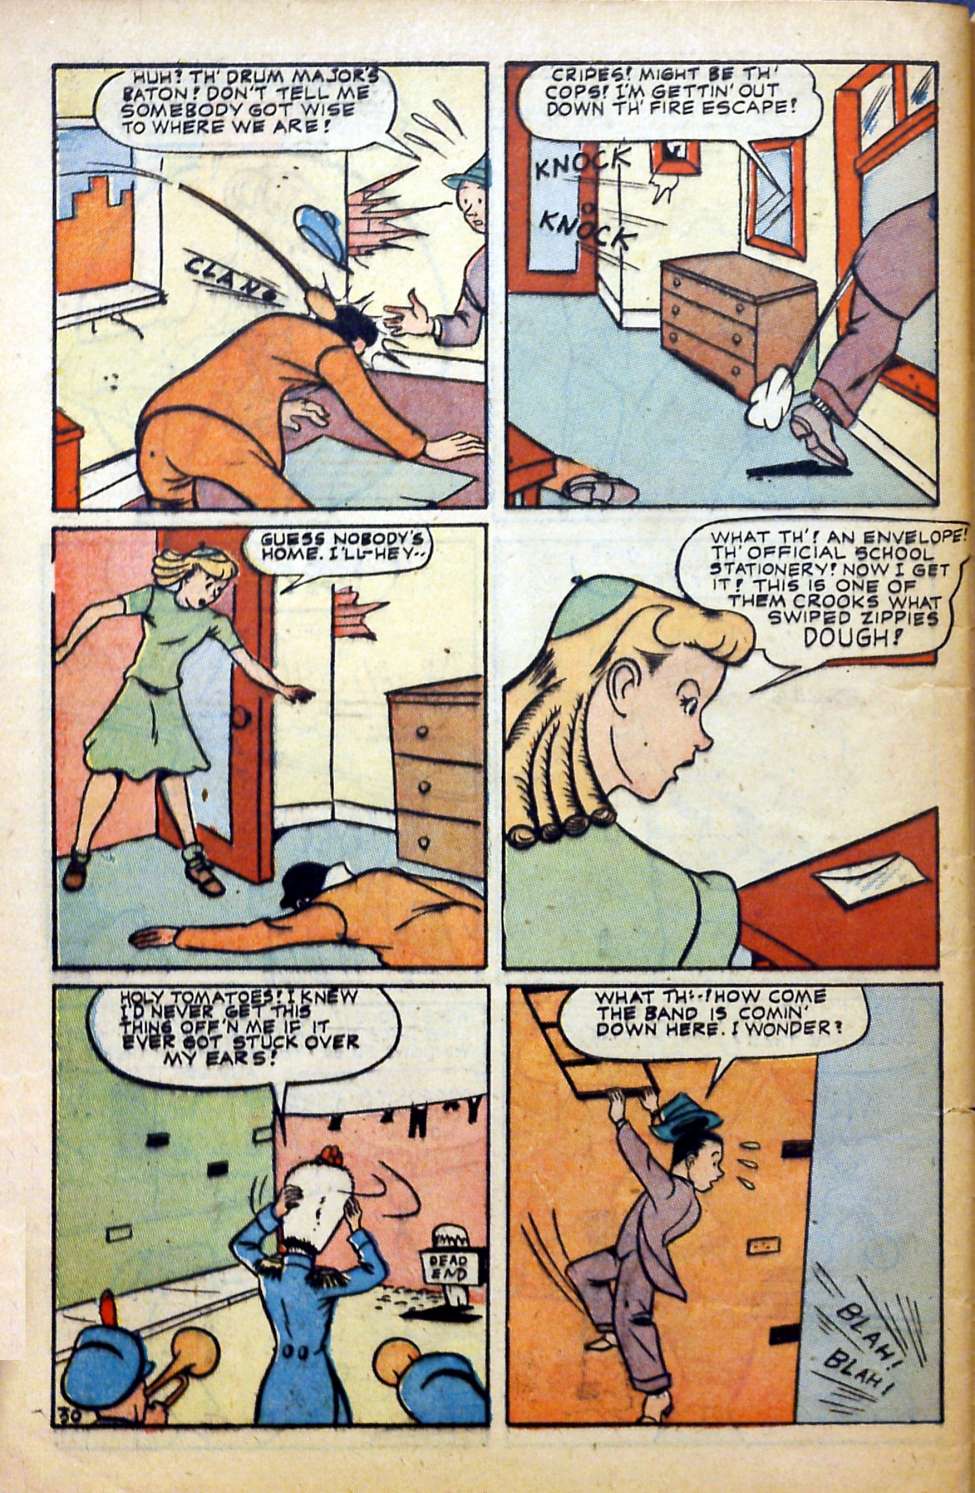 HUH? TH' DRUM MAJOR'S
BATON! DON'T TELL ME
SOMEBODY GOT WISE
TO WHERE WE ARE!
CLANG
CRIPES! MIGHT BE TH'
COPS! I'M GETTIN' OUT
DOWN TH' FIRE ESCAPE!
KNOCK
KNOCK
GUESS NOBODY'S
HOME. I'LL-HEY--
WHAT TH'! AN ENVELOPE!
TH' OFFICIAL SCHOOL
STATIONERY! NOW I GET
IT! THIS IS ONE OF
THEM CROOKS WHAT
SWIPED ZIPPIES
DOUGH!
HOLY TOMATOES! I KNEW
I'D NEVER GET THIS
THING OFF'N ME IF IT
EVER GOT STUCK OVER
MY EARS!
DEAD
END
30
WHAT TH'--! HOW COME
THE BAND IS COMIN'
DOWN HERE. I WONDER?
BLAH!
BLAH!